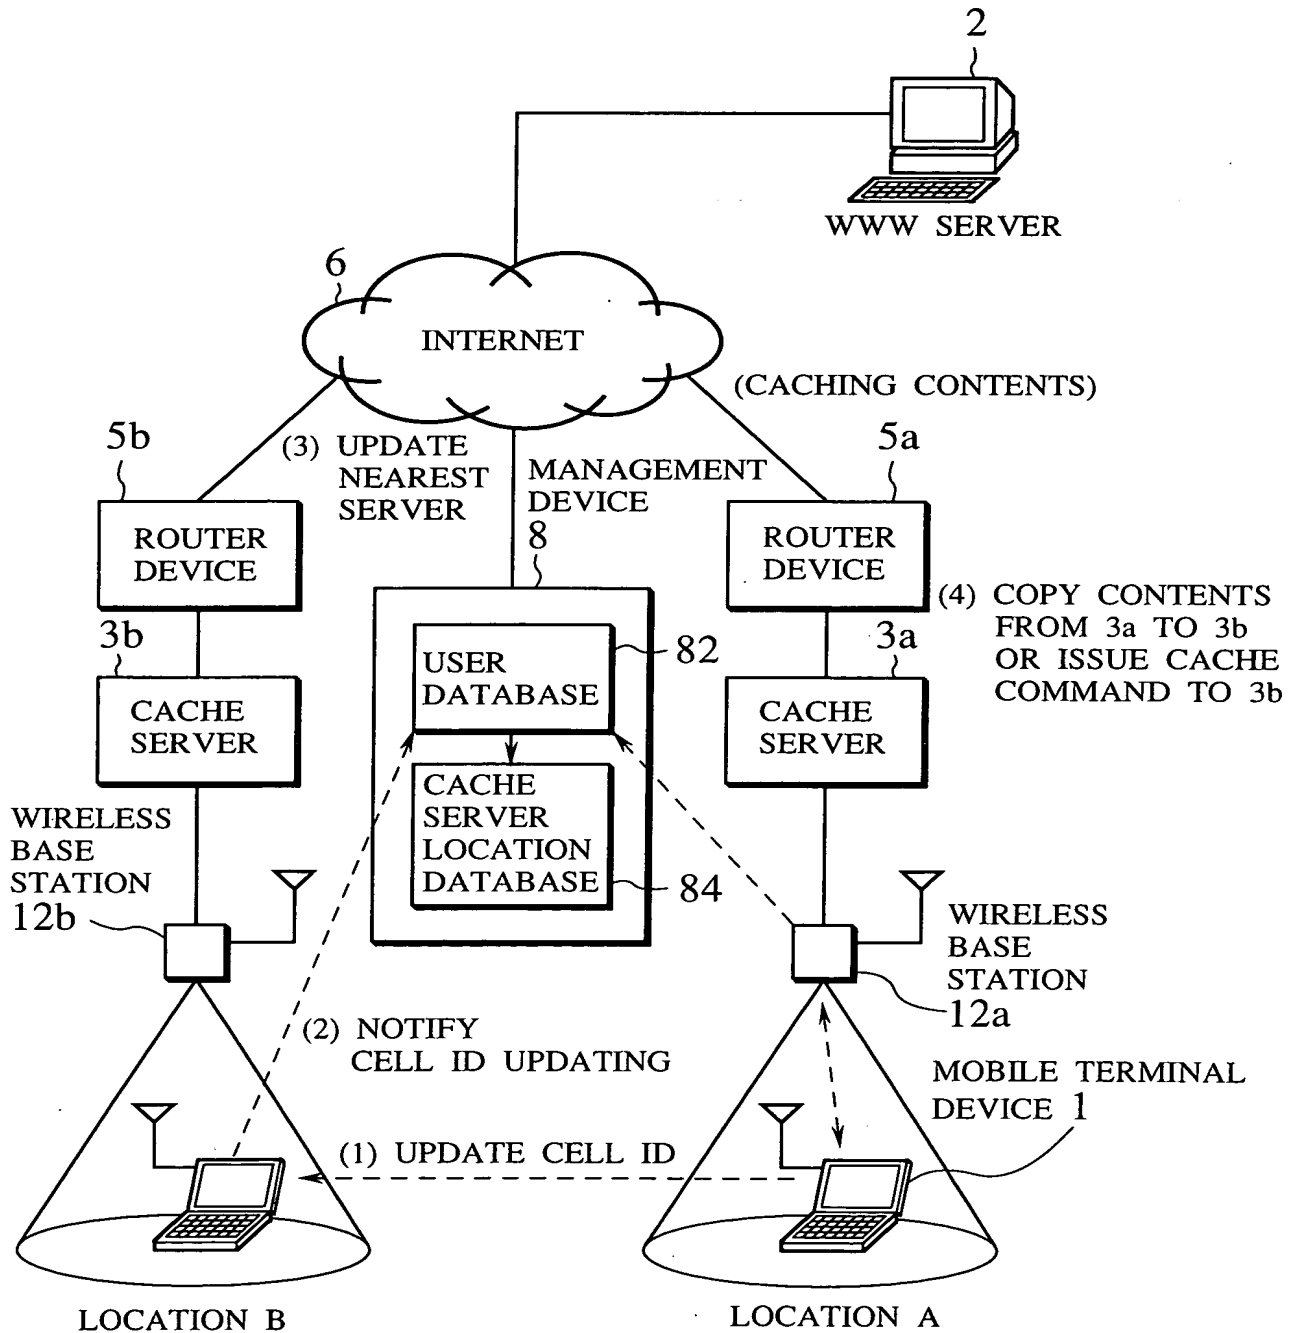 2
WWW SERVER
6
INTERNET
(CACHING CONTENTS)
5b
(3) UPDATE
NEAREST
SERVER
MANAGEMENT
DEVICE
8
5a
ROUTER
DEVICE
ROUTER
DEVICE
(4) COPY CONTENTS
FROM 3a TO 3b
OR ISSUE CACHE
COMMAND TO 3b
3b
USER
DATABASE
82
3a
CACHE
SERVER
CACHE
SERVER
CACHE
SERVER
LOCATION
DATABASE
84
WIRELESS
BASE
STATION
12b
WIRELESS
BASE
STATION
12a
(2) NOTIFY
CELL ID UPDATING
MOBILE TERMINAL
DEVICE 1
(1) UPDATE CELL ID
LOCATION B
LOCATION A